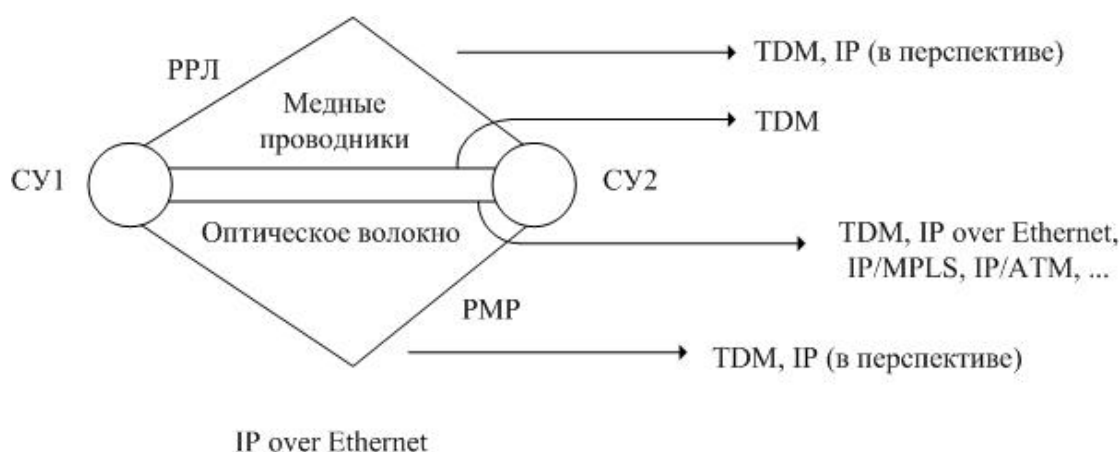 TDM, IP (в перспективе)
РРЛ
Медные
проводники
TDM
СУ1
СУ2
Оптическое волокно
TDM, IP over Ethernet,
IP/MPLS, IP/ATM, ...
РМР
TDM, IP (в перспективе)
IP over Ethernet